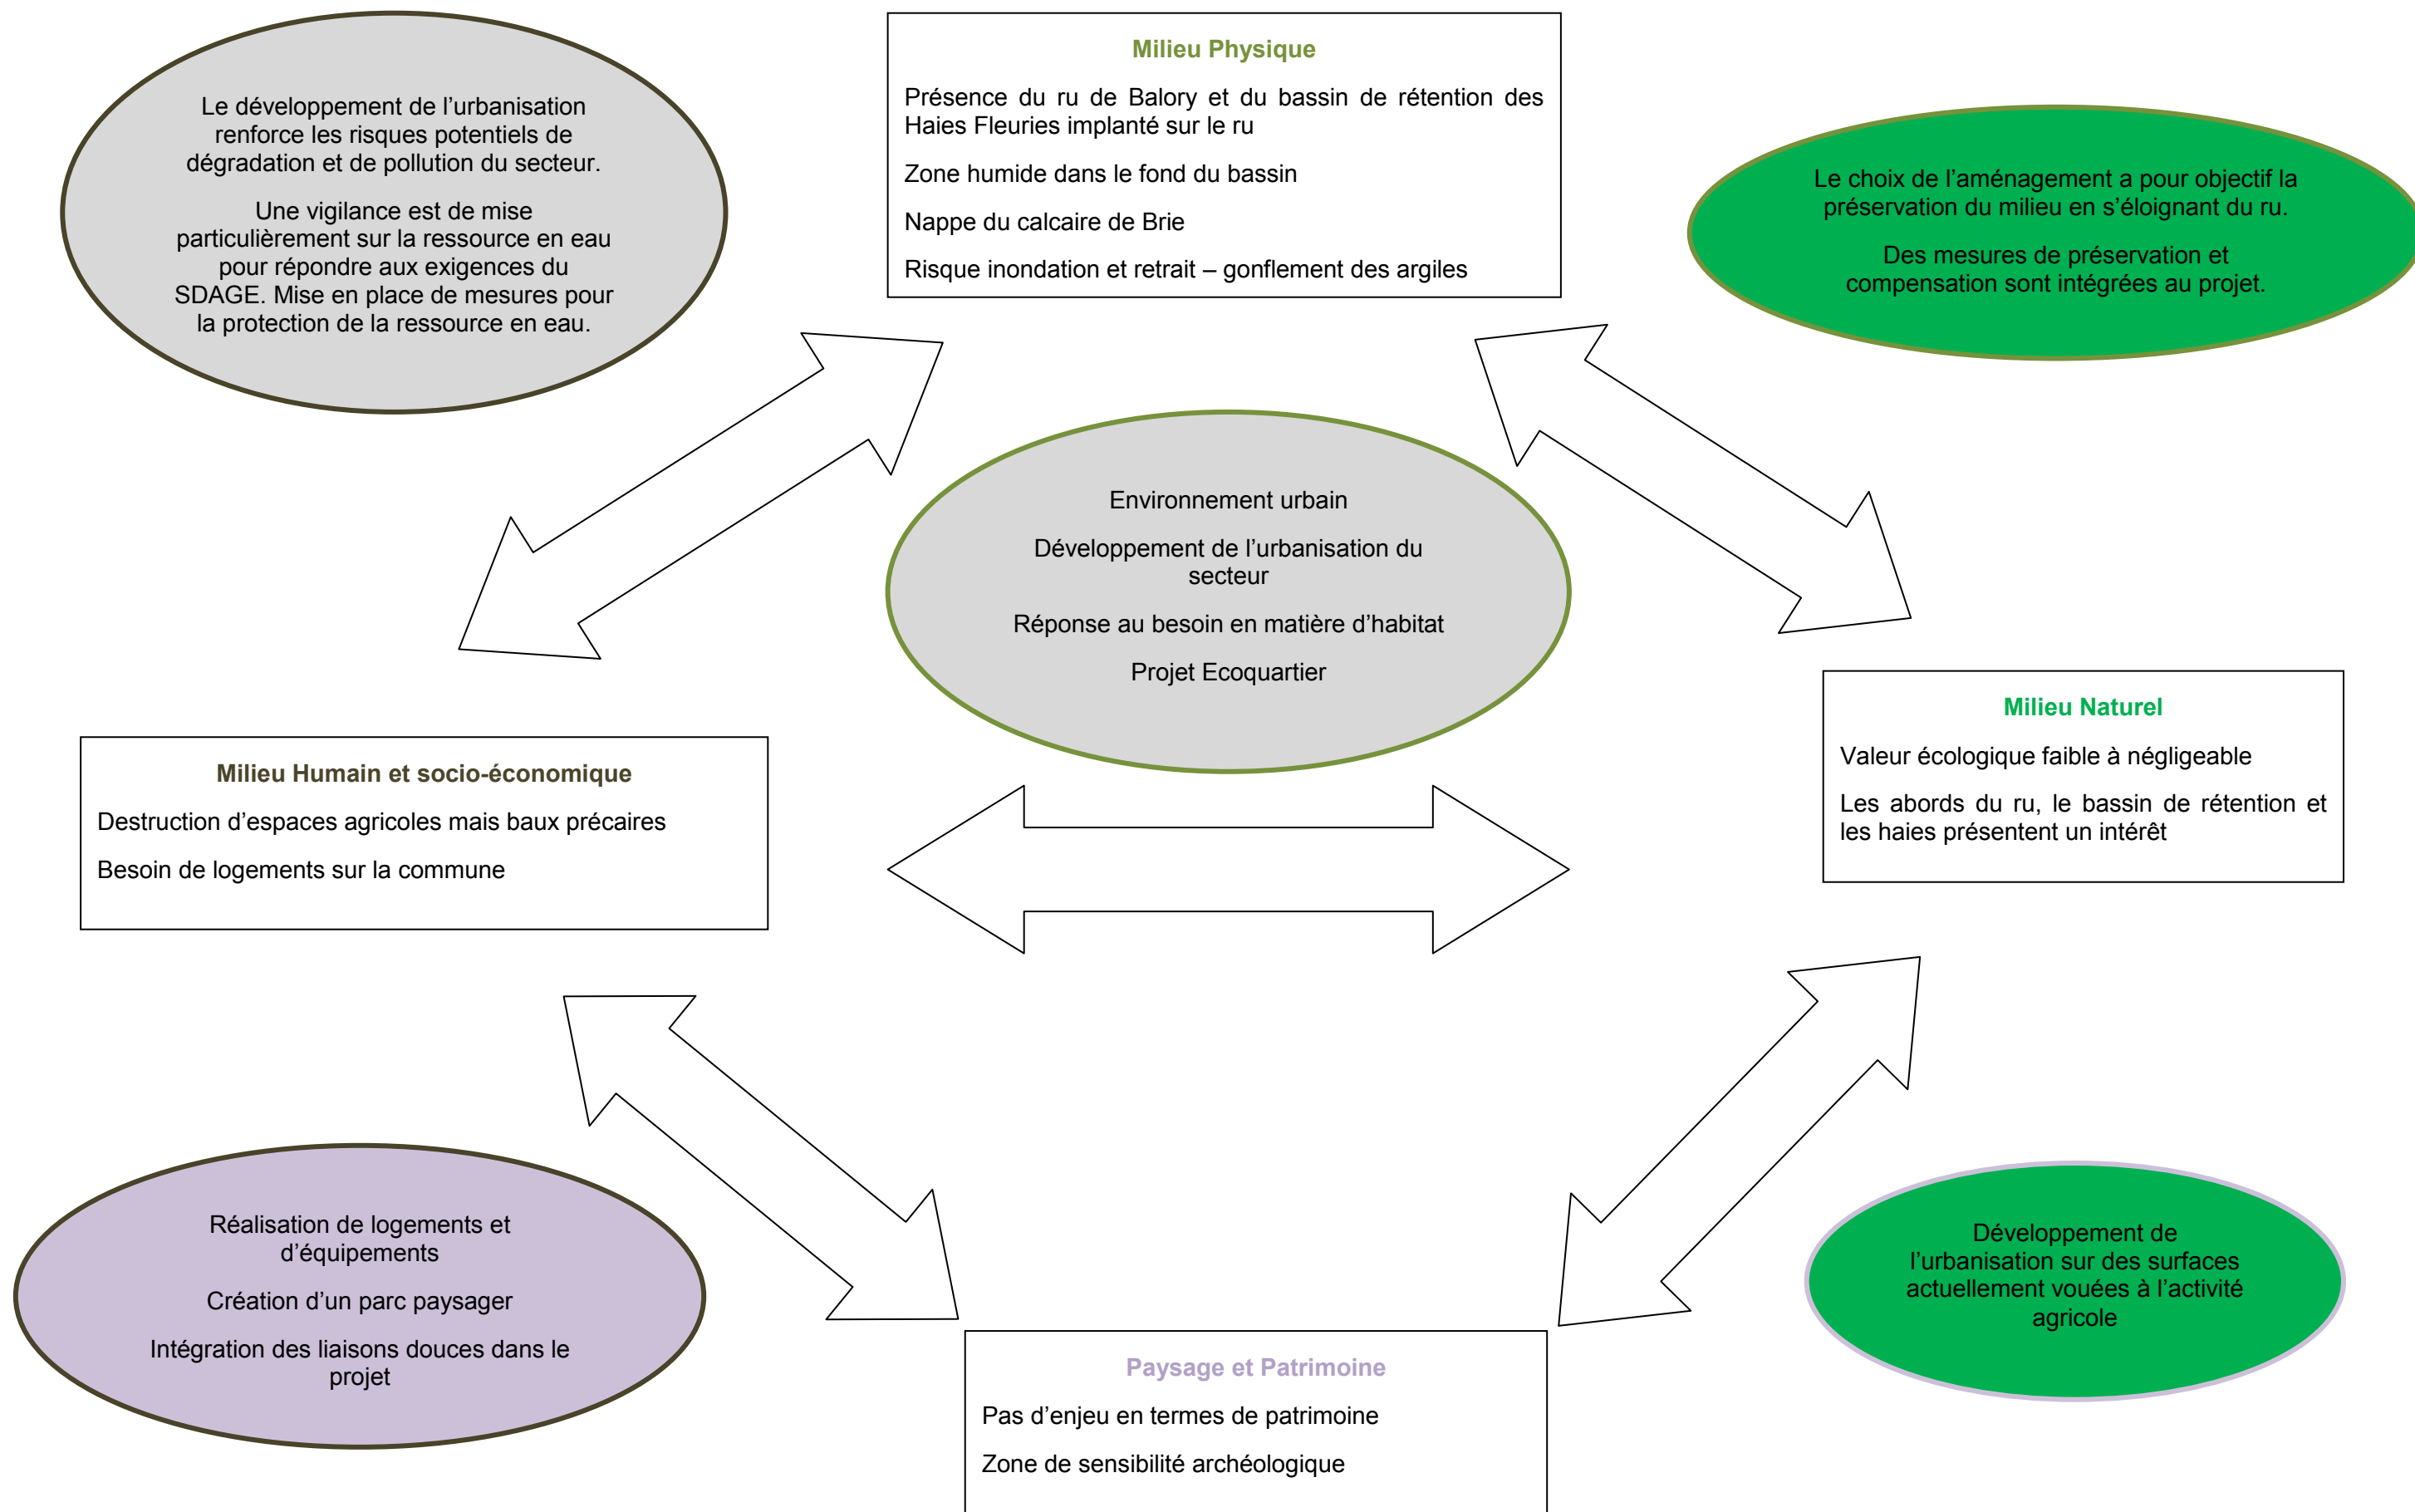 Le développement de l’urbanisation
renforce les risques potentiels de
dégradation et de pollution du secteur.
Une vigilance est de mise
particulièrement sur la ressource en eau
pour répondre aux exigences du
SDAGE. Mise en place de mesures pour
la protection de la ressource en eau.
Milieu Physique
Présence du ru de Balory et du bassin de rétention des
Haies Fleuries implanté sur le ru
Zone humide dans le fond du bassin
Nappe du calcaire de Brie
Risque inondation et retrait – gonflement des argiles
Le choix de l’aménagement a pour objectif la
préservation du milieu en s’éloignant du ru.
Des mesures de préservation et
compensation sont intégrées au projet.
Environnement urbain
Développement de l’urbanisation du
secteur
Réponse au besoin en matière d’habitat
Projet Ecoquartier
Milieu Humain et socio-économique
Destruction d’espaces agricoles mais baux précaires
Besoin de logements sur la commune
Milieu Naturel
Valeur écologique faible à négligeable
Les abords du ru, le bassin de rétention et
les haies présentent un intérêt
Réalisation de logements et
d’équipements
Création d’un parc paysager
Intégration des liaisons douces dans le
projet
Paysage et Patrimoine
Pas d’enjeu en termes de patrimoine
Zone de sensibilité archéologique
Développement de
l’urbanisation sur des surfaces
actuellement vouées à l’activité
agricole